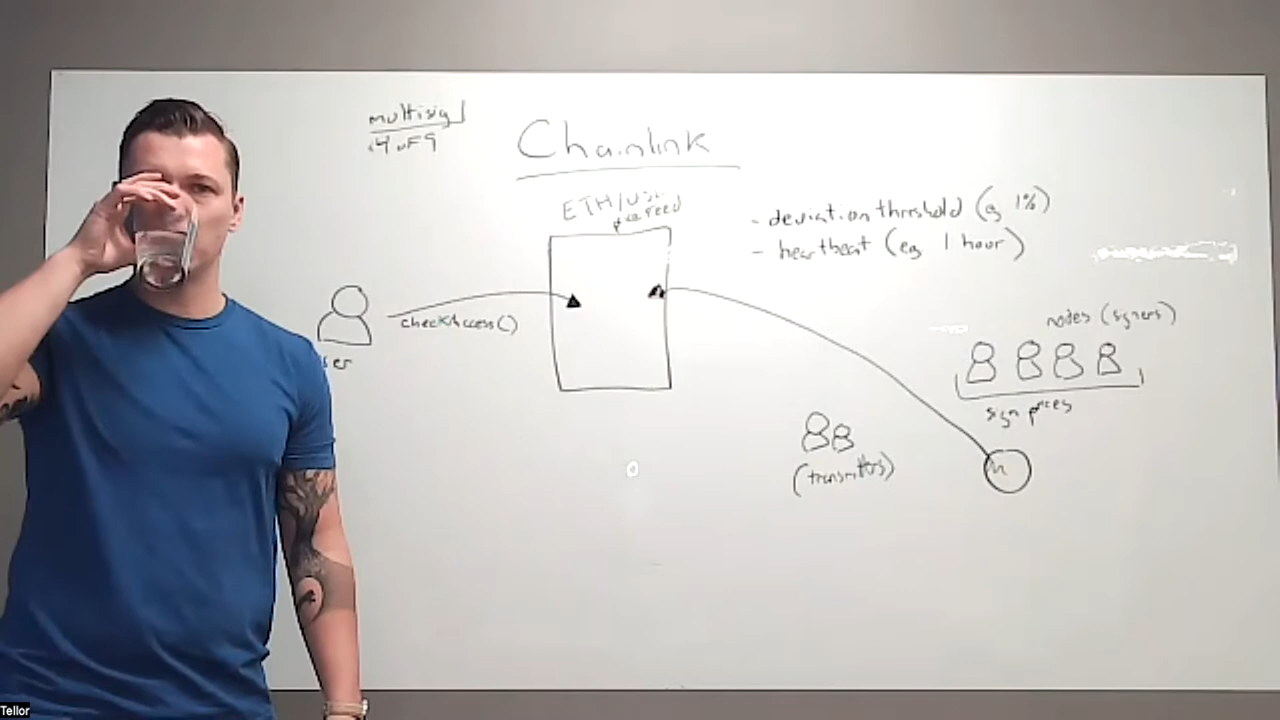 multisig
4 of 9
Chainlink
ETH/USD
feed
- deviation threshold (eg 1%)
- heartbeat (eg 1 hour)
checkAccess()
nodes (signers)
sign prices
(transmitters)
Tellor